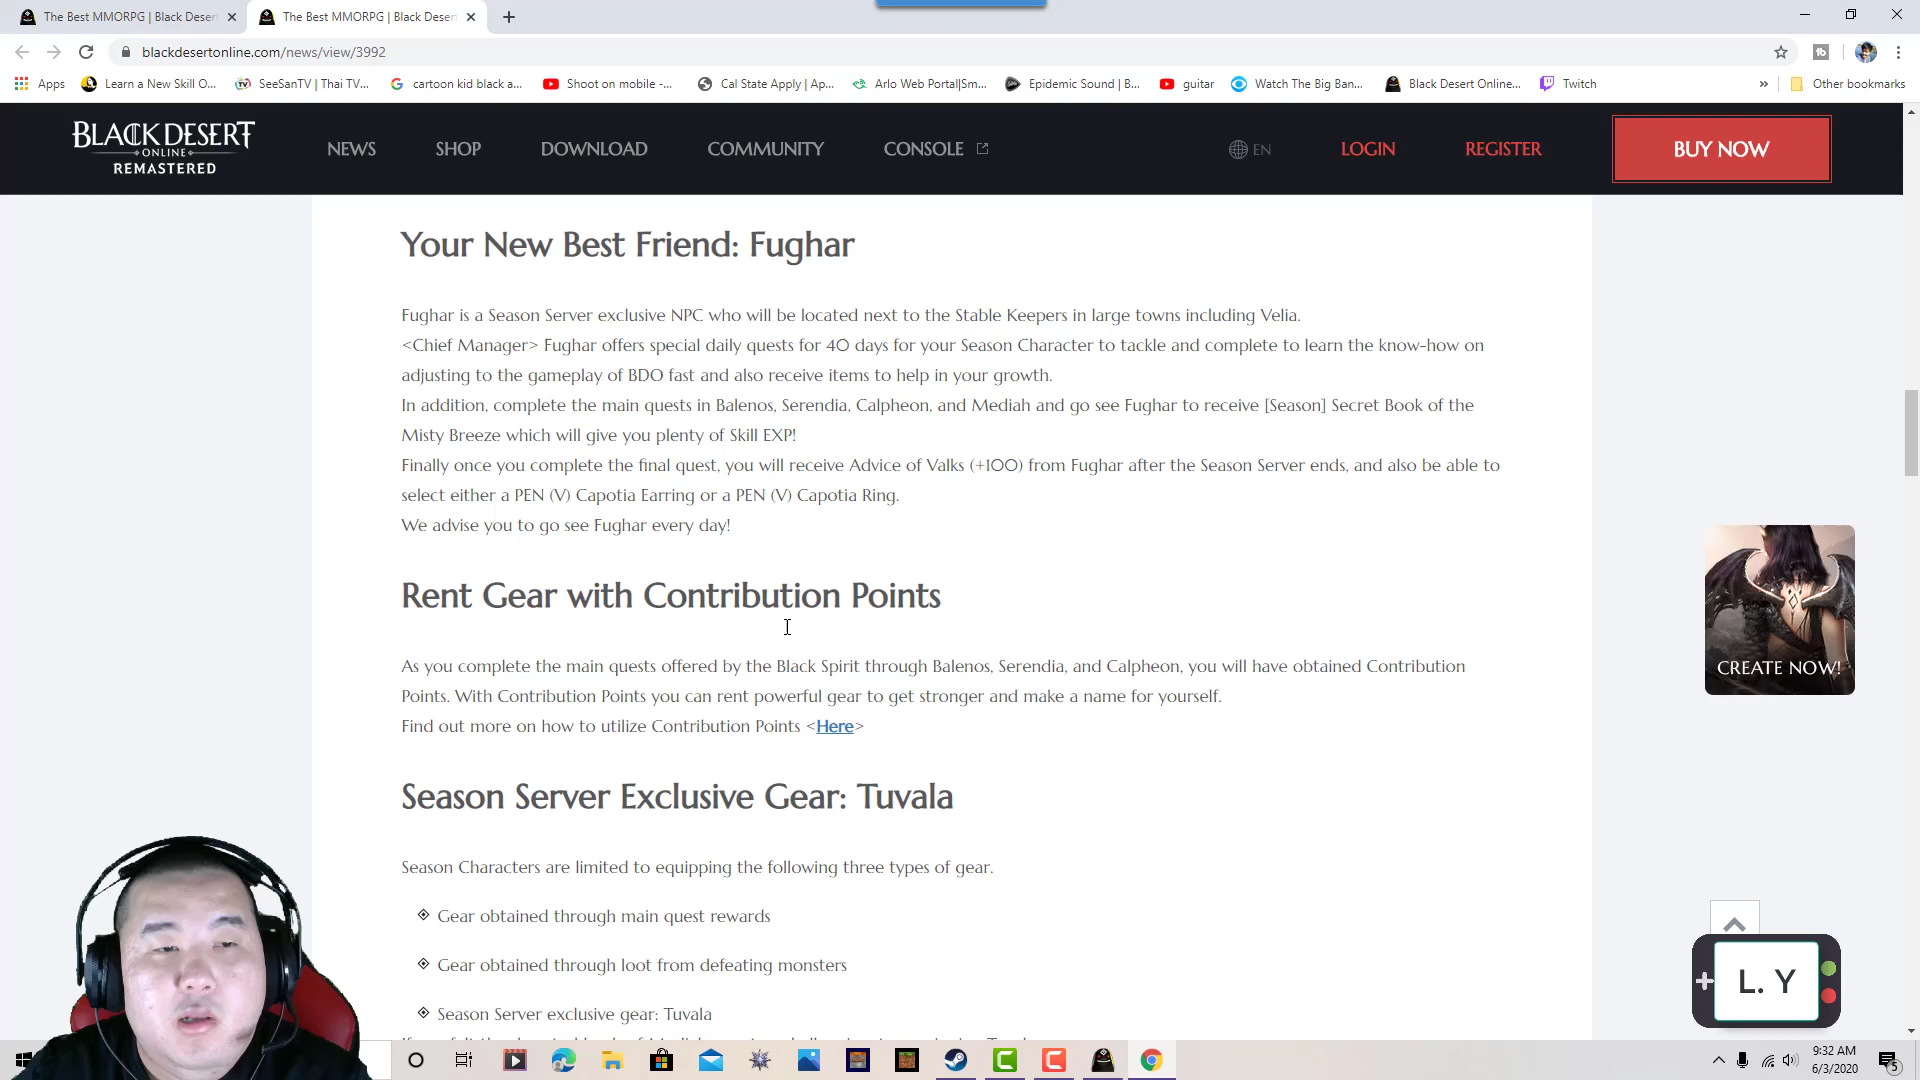 The Best MMORPG | Black Deser
The Best MMORPG | Black Deser
blackdesertonline.com/news/view/3992
Apps
Learn a New Skill O...
SeeSanTV | Thai TV...
cartoon kid black a...
Shoot on mobile -...
Cal State Apply | Ap...
Arlo Web Portal|Sm...
Epidemic Sound | B...
guitar
Watch The Big Ban...
Black Desert Online...
Twitch
»
Other bookmarks
BLACK DESERT
ONLINE
REMASTERED
NEWS
SHOP
DOWNLOAD
COMMUNITY
CONSOLE
EN
LOGIN
REGISTER
BUY NOW
Your New Best Friend: Fughar
Fughar is a Season Server exclusive NPC who will be located next to the Stable Keepers in large towns including Velia.
<Chief Manager> Fughar offers special daily quests for 40 days for your Season Character to tackle and complete to learn the know-how on
adjusting to the gameplay of BDO fast and also receive items to help in your growth.
In addition, complete the main quests in Balenos, Serendia, Calpheon, and Mediah and go see Fughar to receive [Season] Secret Book of the
Misty Breeze which will give you plenty of Skill EXP!
Finally once you complete the final quest, you will receive Advice of Valks (+100) from Fughar after the Season Server ends, and also be able to
select either a PEN (V) Capotia Earring or a PEN (V) Capotia Ring.
We advise you to go see Fughar every day!
Rent Gear with Contribution Points
As you complete the main quests offered by the Black Spirit through Balenos, Serendia, and Calpheon, you will have obtained Contribution
Points. With Contribution Points you can rent powerful gear to get stronger and make a name for yourself.
Find out more on how to utilize Contribution Points <Here>
CREATE NOW!
Season Server Exclusive Gear: Tuvala
Season Characters are limited to equipping the following three types of gear.
Gear obtained through main quest rewards
Gear obtained through loot from defeating monsters
Season Server exclusive gear: Tuvala
L. Y
9:32 AM
6/3/2020
5